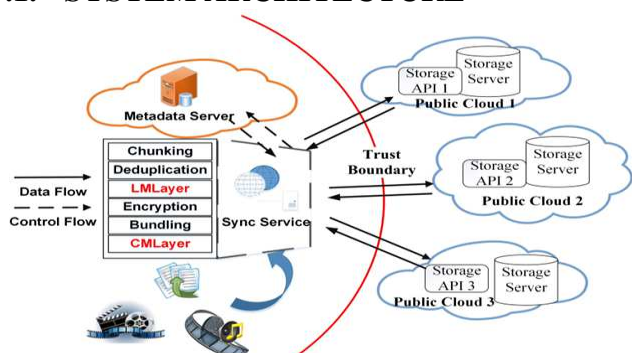 SYSTEM ARCHITECTURE
Metadata Server
Chunking
Deduplication
LMLayer
Encryption
Bundling
CMLayer
Data Flow
Control Flow
Sync Service
Trust
Boundary
Storage
API 1
Storage
Server
Public Cloud 1
Storage
API 2
Storage
Server
Public Cloud 2
Storage
API 3
Storage
Server
Public Cloud 3